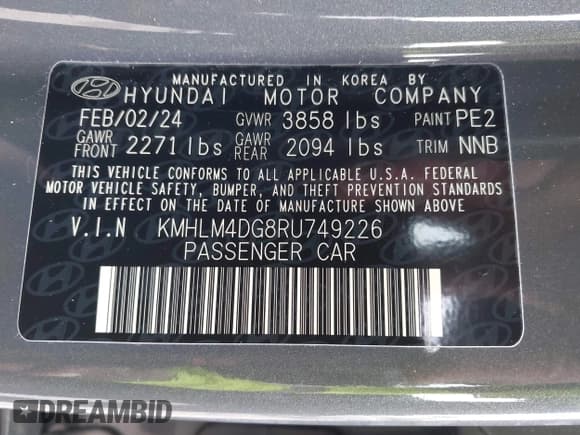 MANUFACTURED IN KOREA BY
HYUNDAI MOTOR COMPANY
FEB/02/24 GVWR 3858 lbs PAINT PE2
GAWR FRONT 2271 lbs GAWR REAR 2094 lbs TRIM NNB
THIS VEHICLE CONFORMS TO ALL APPLICABLE U.S.A. FEDERAL
MOTOR VEHICLE SAFETY, BUMPER, AND THEFT PREVENTION STANDARDS
IN EFFECT ON THE DATE OF MANUFACTURE SHOWN ABOVE.
V.I.N KMHLM4DG8RU749226
PASSENGER CAR
DREAMBID